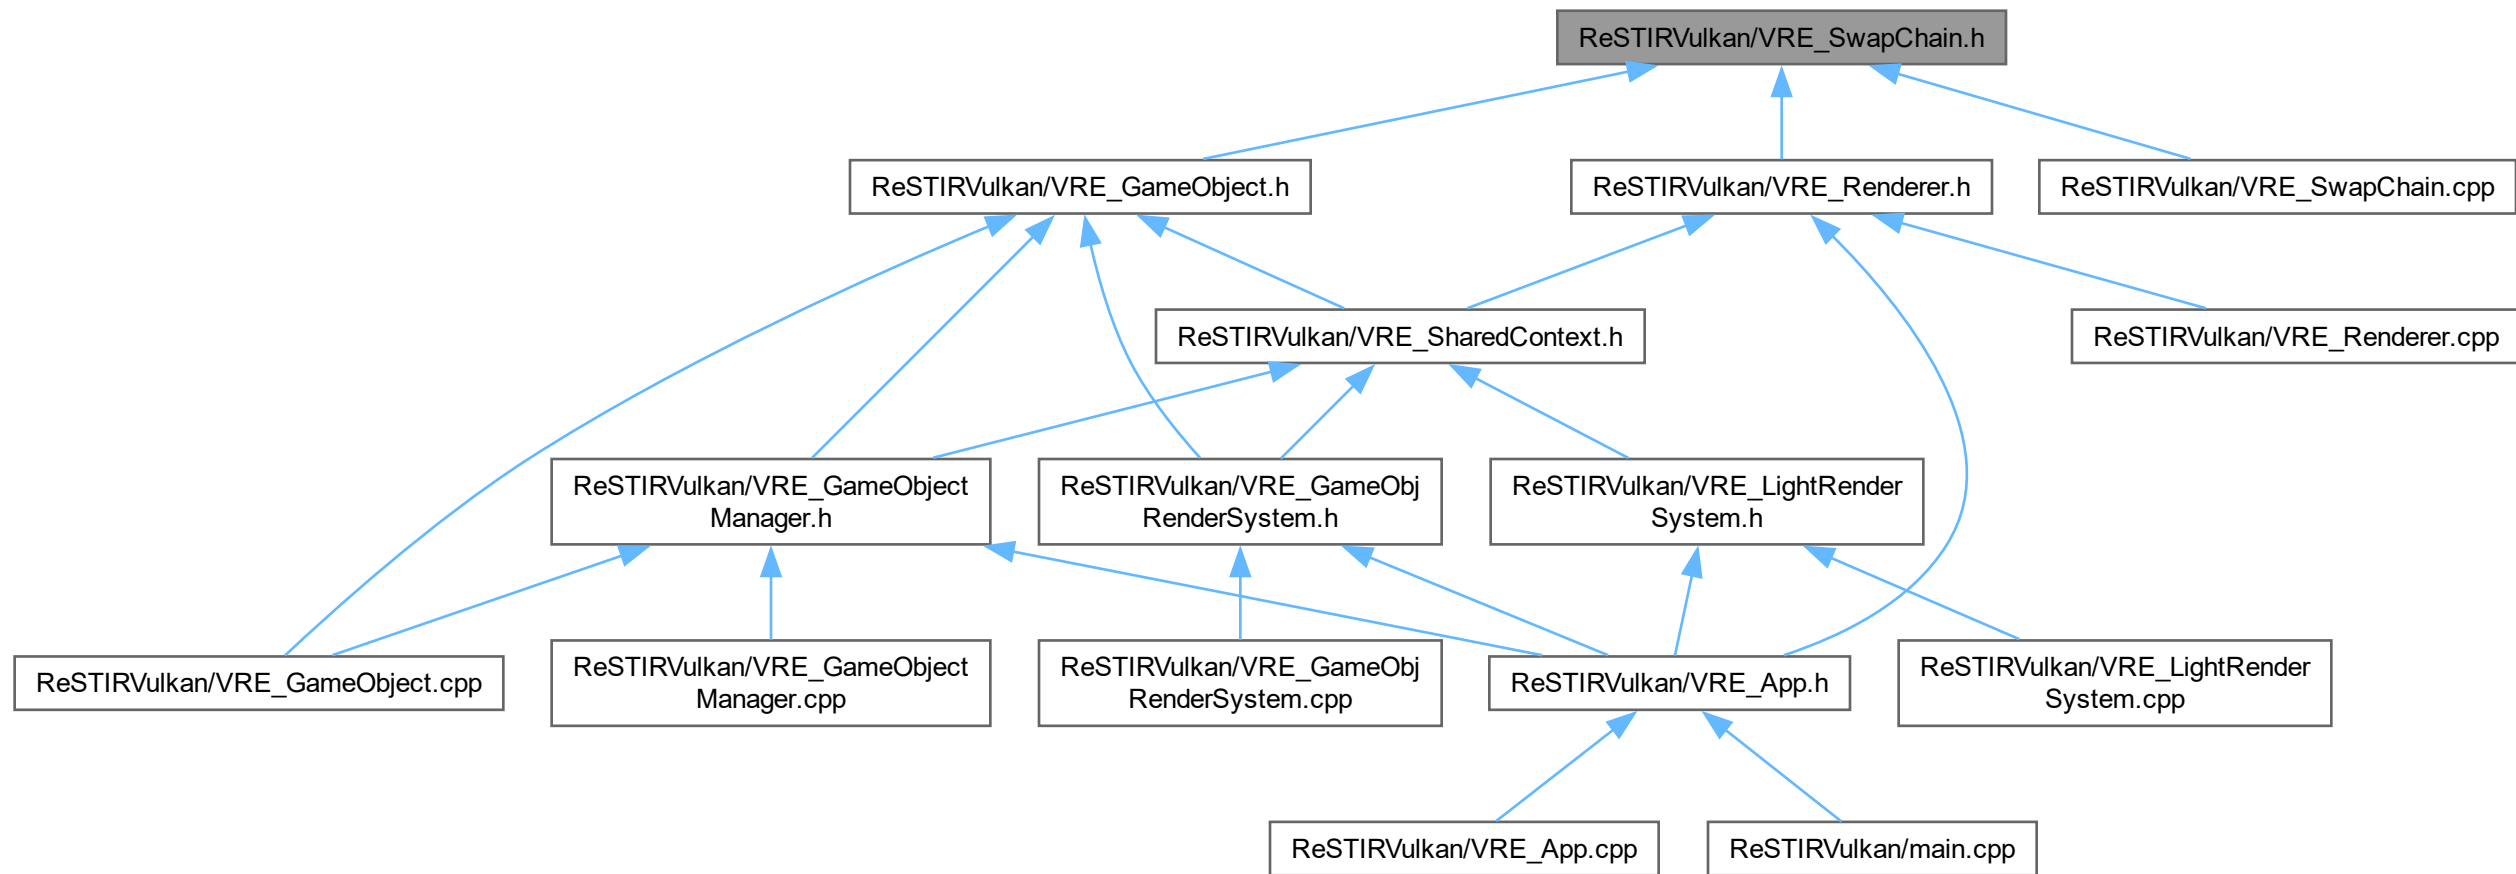 ReSTIRVulkan/VRE_SwapChain.h
ReSTIRVulkan/VRE_GameObject.h
ReSTIRVulkan/VRE_Renderer.h
ReSTIRVulkan/VRE_SwapChain.cpp
ReSTIRVulkan/VRE_SharedContext.h
ReSTIRVulkan/VRE_Renderer.cpp
ReSTIRVulkan/VRE_GameObject
Manager.h
ReSTIRVulkan/VRE_GameObj
RenderSystem.h
ReSTIRVulkan/VRE_LightRender
System.h
ReSTIRVulkan/VRE_GameObject.cpp
ReSTIRVulkan/VRE_GameObject
Manager.cpp
ReSTIRVulkan/VRE_GameObj
RenderSystem.cpp
ReSTIRVulkan/VRE_App.h
ReSTIRVulkan/VRE_LightRender
System.cpp
ReSTIRVulkan/VRE_App.cpp
ReSTIRVulkan/main.cpp